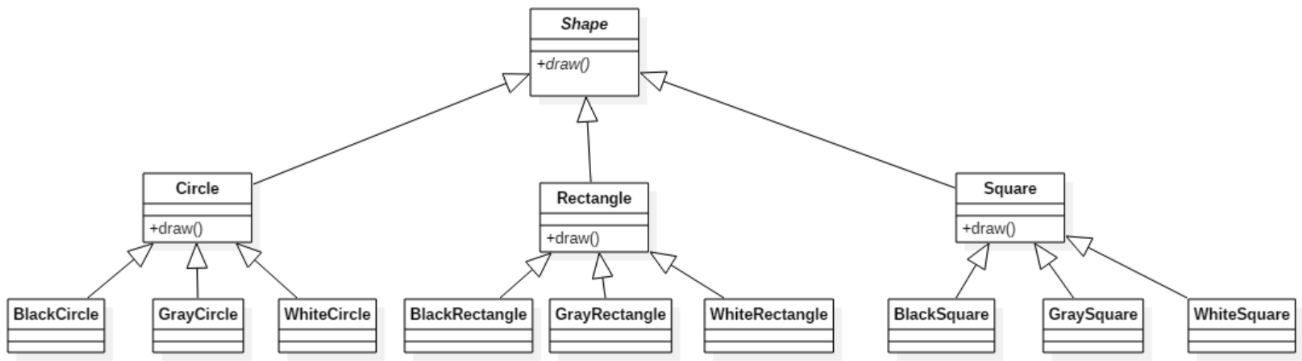 Shape
+draw()
Circle
+draw()
Rectangle
+draw()
Square
+draw()
BlackCircle
GrayCircle
WhiteCircle
BlackRectangle
GrayRectangle
WhiteRectangle
BlackSquare
GraySquare
WhiteSquare